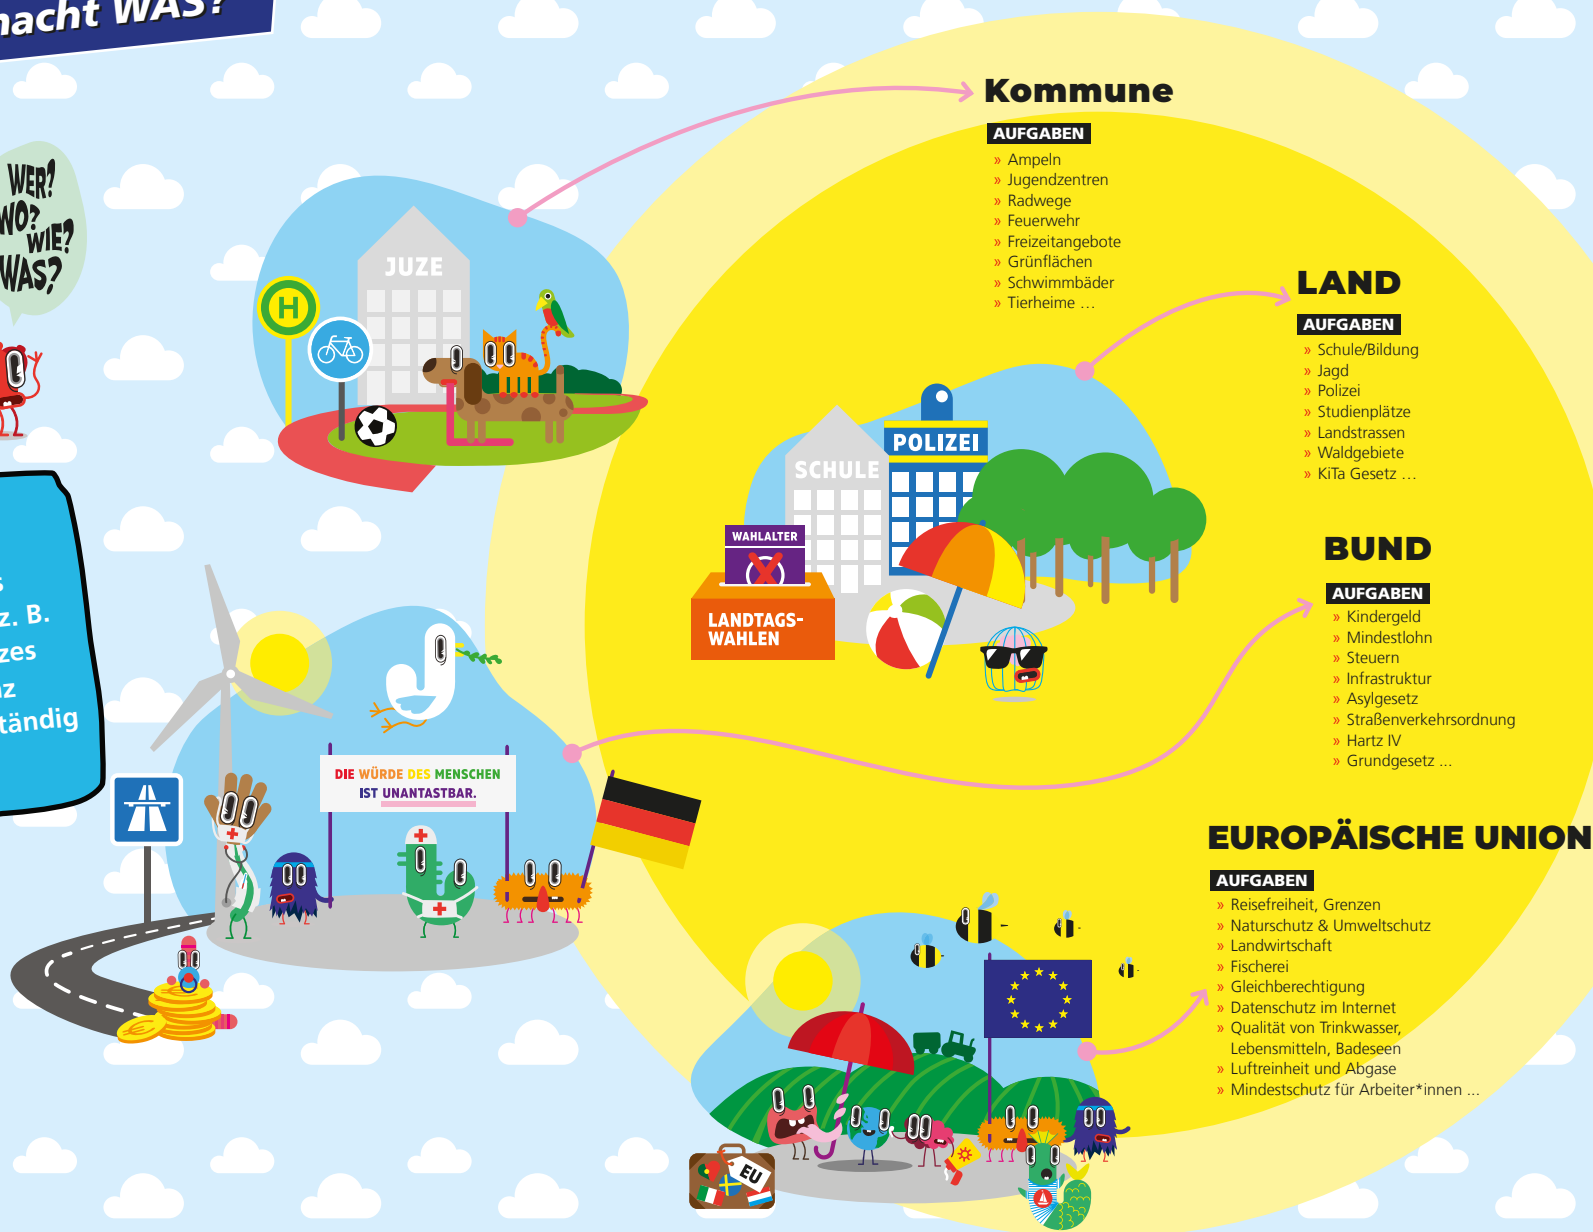 macht WAS?
WER?
WO?
WIE?
WAS?
z. B.
ständig
JUZE
H
Kommune
AUFGABEN
» Ampeln
» Jugendzentren
» Radwege
» Feuerwehr
» Freizeitangebote
» Grünflächen
» Schwimmbäder
» Tierheime ...
LAND
AUFGABEN
» Schule/Bildung
» Jagd
» Polizei
» Studienplätze
» Landstrassen
» Waldgebiete
» KiTa Gesetz ...
SCHULE
POLIZEI
WAHLALTER
LANDTAGS-
WAHLEN
BUND
AUFGABEN
» Kindergeld
» Mindestlohn
» Steuern
» Infrastruktur
» Asylgesetz
» Straßenverkehrsordnung
» Hartz IV
» Grundgesetz ...
DIE WÜRDE DES MENSCHEN
IST UNANTASTBAR.
EUROPÄISCHE UNION
AUFGABEN
» Reisefreiheit, Grenzen
» Naturschutz & Umweltschutz
» Landwirtschaft
» Fischerei
» Gleichberechtigung
» Datenschutz im Internet
» Qualität von Trinkwasser,
Lebensmitteln, Badeseen
» Luftreinheit und Abgase
» Mindestschutz für Arbeiter*innen ...
EU